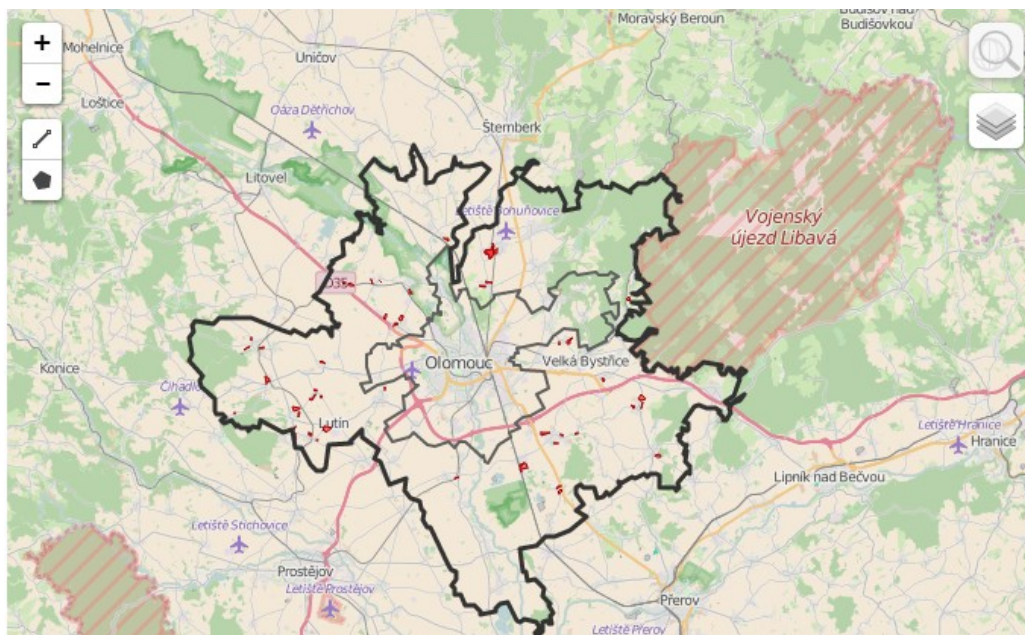 Budišov nad
Budišovkou
Moravský Beroun
+
Mohelnice
Uničov
−
Loštice
Oáza Dětřichov
Šternberk
Litovel
Letiště Bohuňovice
Vojenský
újezd Libavá
D35
Olomouc
Velká Bystřice
Konice
Čihadlo
Lutín
Letiště Hranice
Hranice
Lipník nad Bečvou
Letiště Stichovice
Prostějov
Letiště Prostějov
Přerov
Letiště Přerov